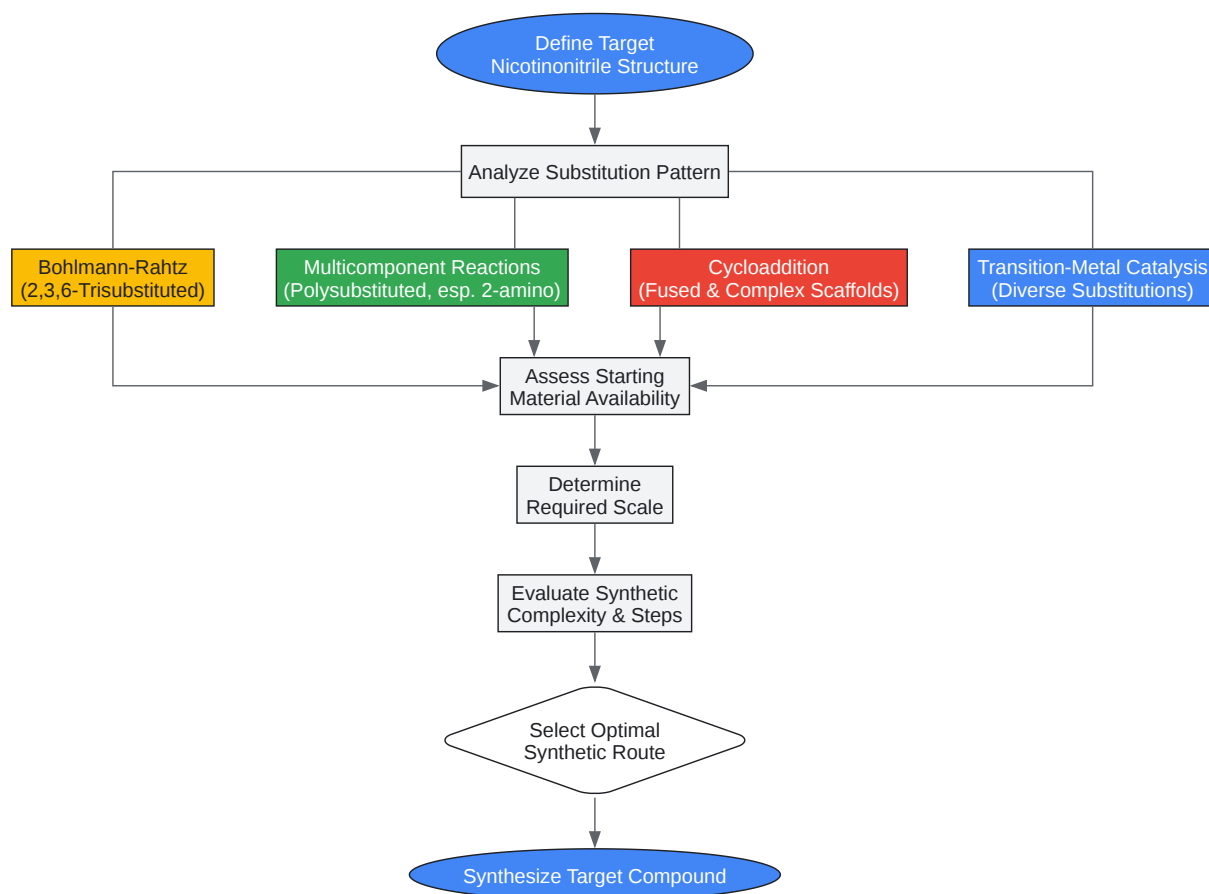 Define Target
Nicotinonitrile Structure
Analyze Substitution Pattern
Bohlmann-Rahtz
(2,3,6-Trisubstituted)
Multicomponent Reactions
(Polysubstituted, esp. 2-amino)
Cycloaddition
(Fused & Complex Scaffolds)
Transition-Metal Catalysis
(Diverse Substitutions)
Assess Starting
Material Availability
Determine
Required Scale
Evaluate Synthetic
Complexity & Steps
Select Optimal
Synthetic Route
Synthesize Target Compound